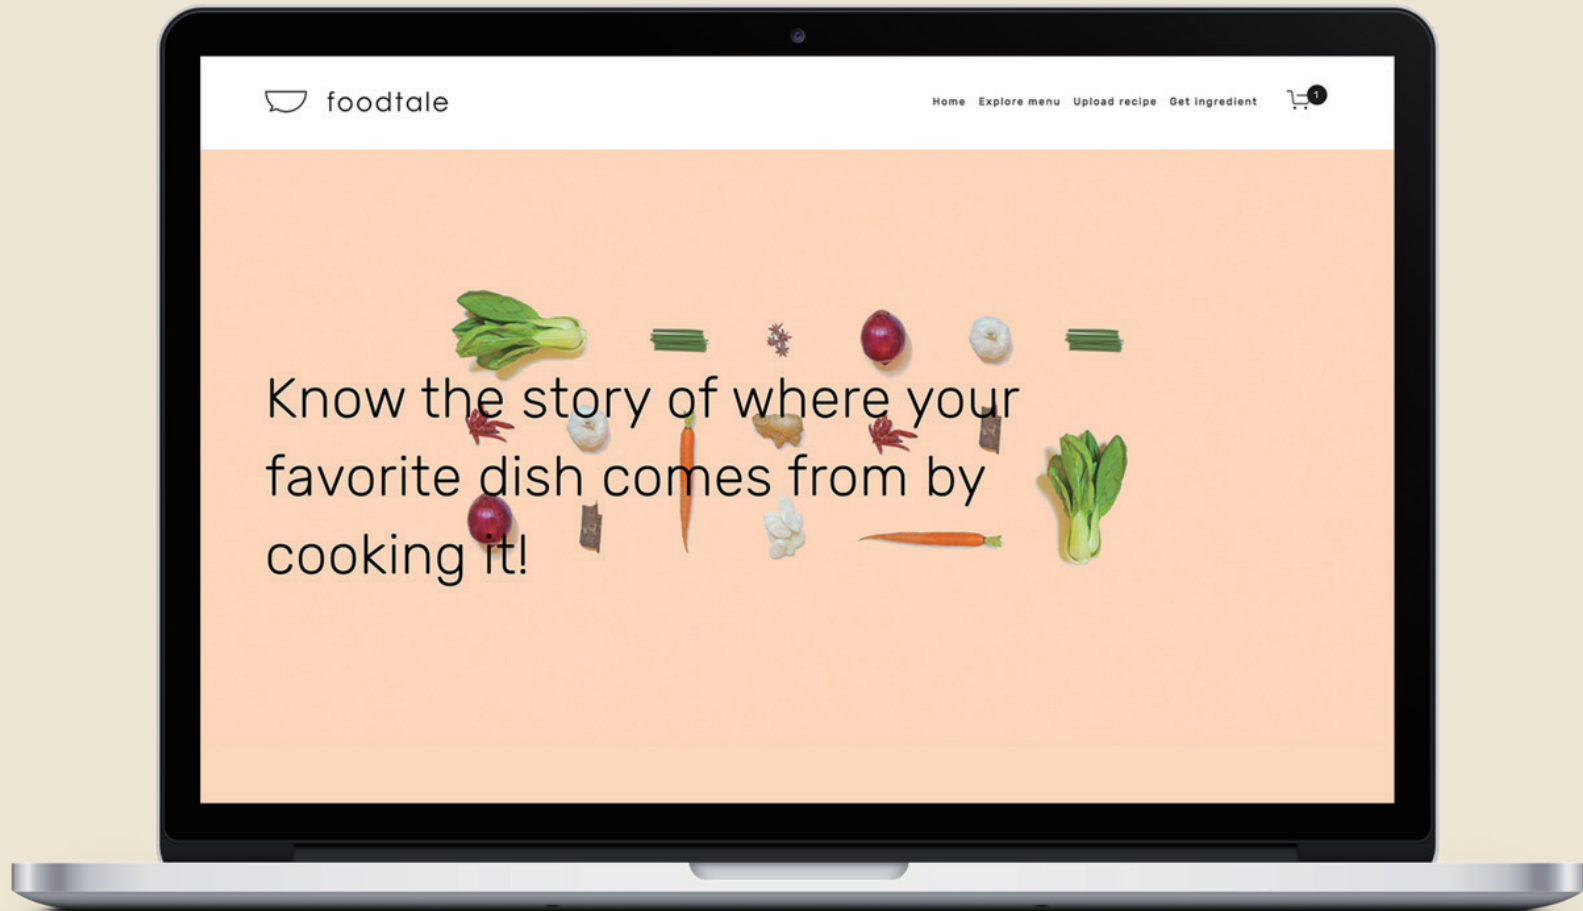 foodtale
Home Explore menu Upload recipe Get ingredient
1
Know the story of where your
favorite dish comes from by
cooking it!